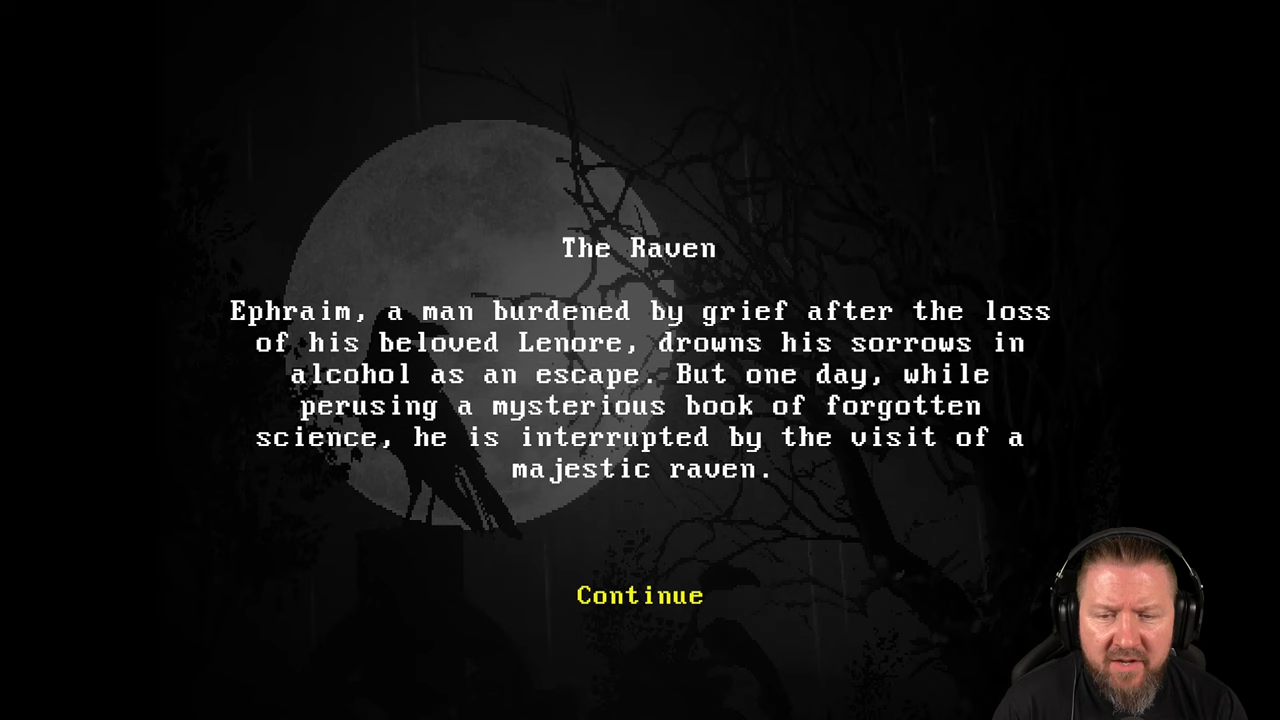 The Raven
Ephraim, a man burdened by grief after the loss
of his beloved Lenore, drowns his sorrows in
alcohol as an escape. But one day, while
perusing a mysterious book of forgotten
science, he is interrupted by the visit of a
majestic raven.
Continue